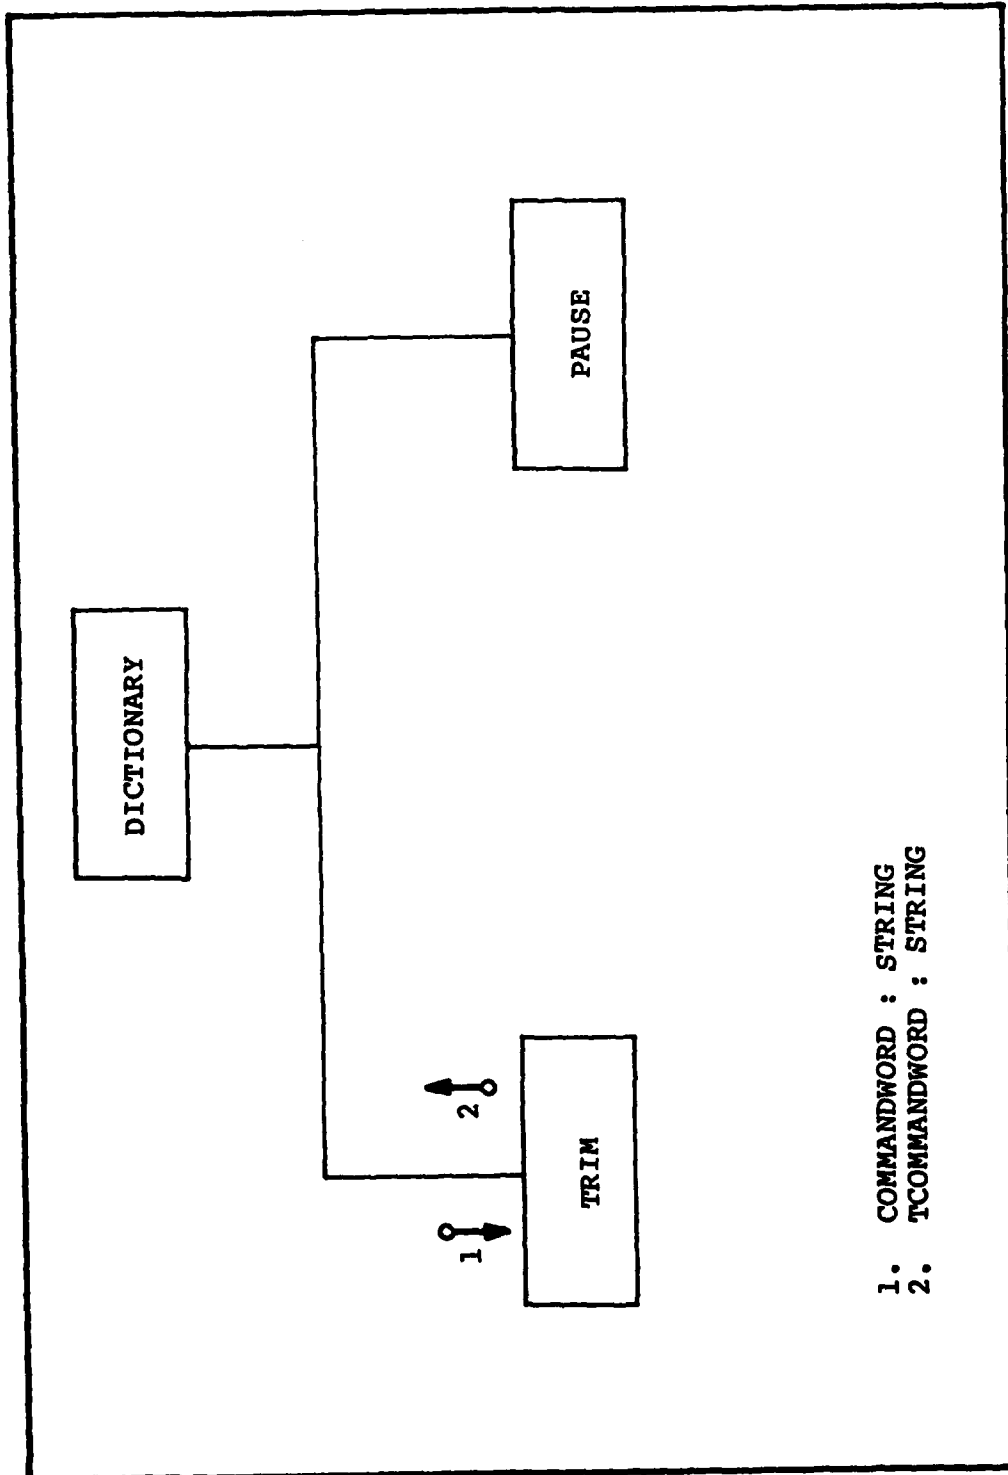 DICTIONARY
TRIM
PAUSE
1
2
1. COMMANDWORD : STRING
2. TCOMMANDWORD : STRING